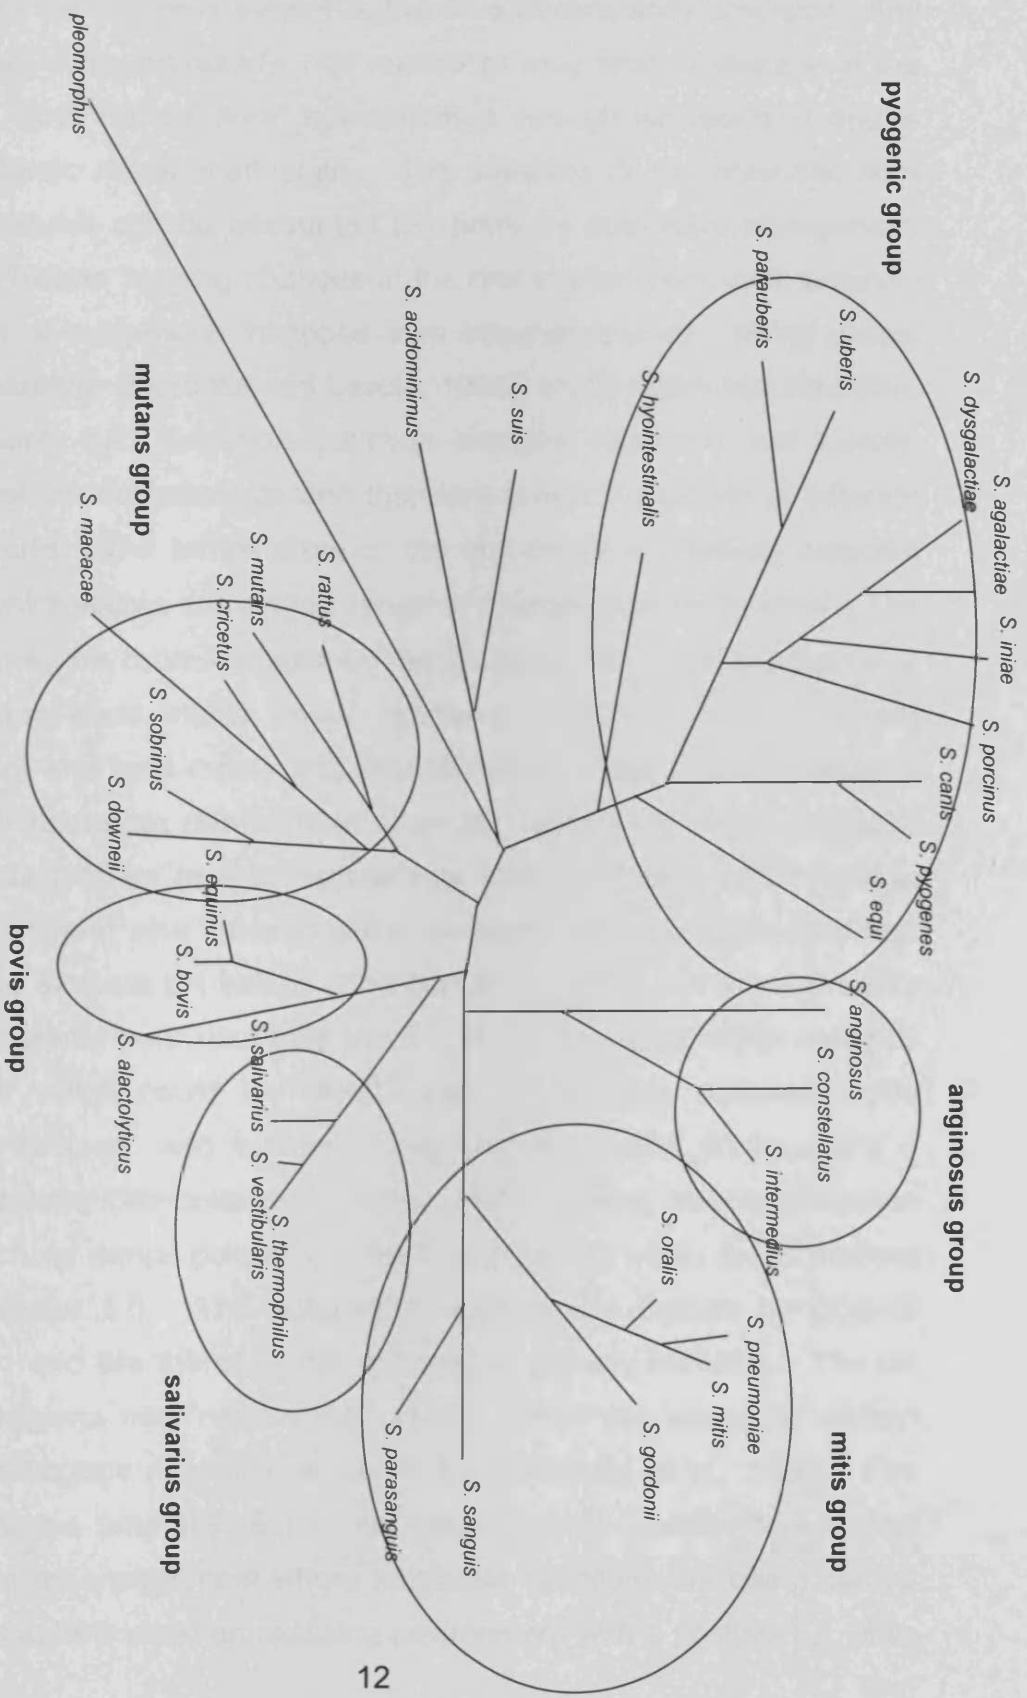 pyogenic group
S. dysgalactiae
S. agalactiae
S. iniae
S. porcinus
S. uberis
S. parauberis
S. hyointestinalis
S. canis
S. pyogenes
S. equi
anginosus group
S. anginosus
S. constellatus
S. intermedius
mitis group
S. oralis
S. pneumoniae
S. mitis
S. gordonii
S. sanguis
S. parasanguis
S. suis
S. acidominimus
pleomorphus
mutans group
S. rattus
S. mutans
S. cricetus
S. macacae
S. sobrinus
S. downeii
bovis group
S. equinus
S. bovis
S. alactolyticus
salivarius group
S. salivarius
S. vestibularis
S. thermophilus
12